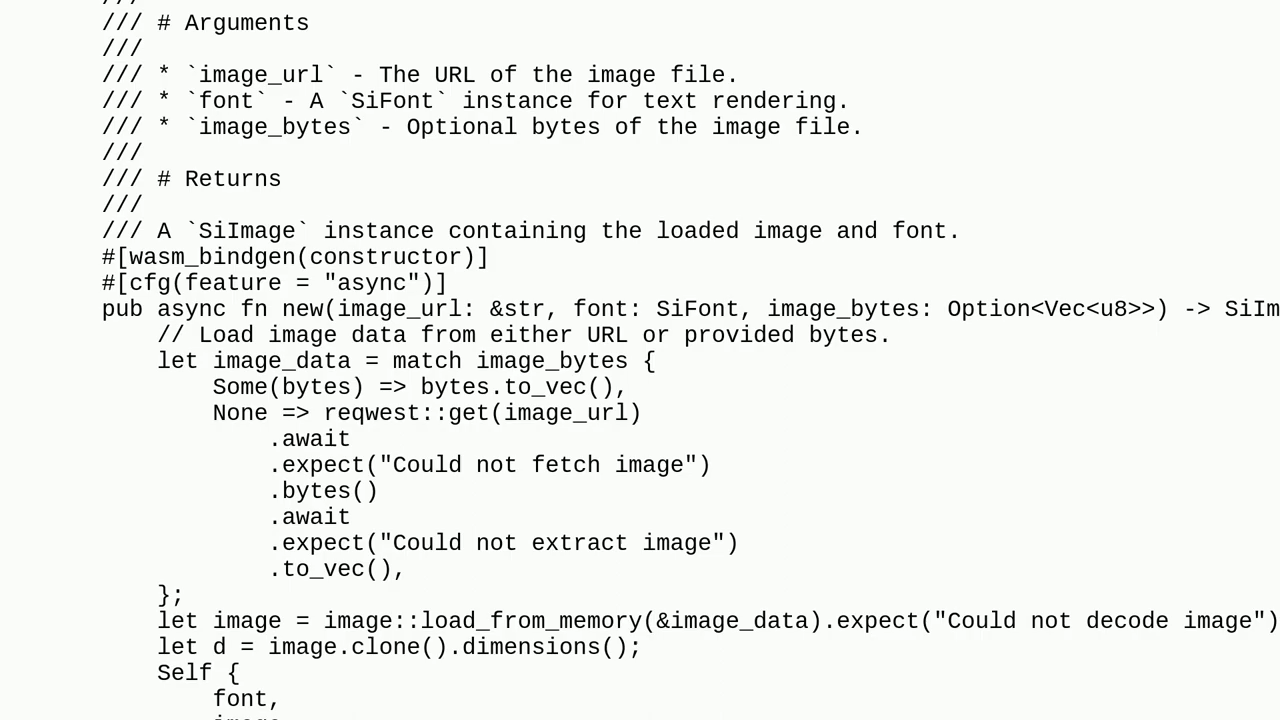 ///
/// # Arguments
///
/// * `image_url` - The URL of the image file.
/// * `font` - A `SiFont` instance for text rendering.
/// * `image_bytes` - Optional bytes of the image file.
///
/// # Returns
///
/// A `SiImage` instance containing the loaded image and font.
#[wasm_bindgen(constructor)]
#[cfg(feature = "async")]
pub async fn new(image_url: &str, font: SiFont, image_bytes: Option<Vec<u8>>) -> SiIm
    // Load image data from either URL or provided bytes.
    let image_data = match image_bytes {
        Some(bytes) => bytes.to_vec(),
        None => reqwest::get(image_url)
            .await
            .expect("Could not fetch image")
            .bytes()
            .await
            .expect("Could not extract image")
            .to_vec(),
    };
    let image = image::load_from_memory(&image_data).expect("Could not decode image")
    let d = image.clone().dimensions();
    Self {
        font,